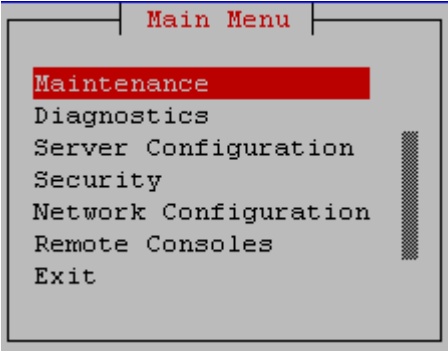 Main Menu
Maintenance
Diagnostics
Server Configuration
Security
Network Configuration
Remote Consoles
Exit